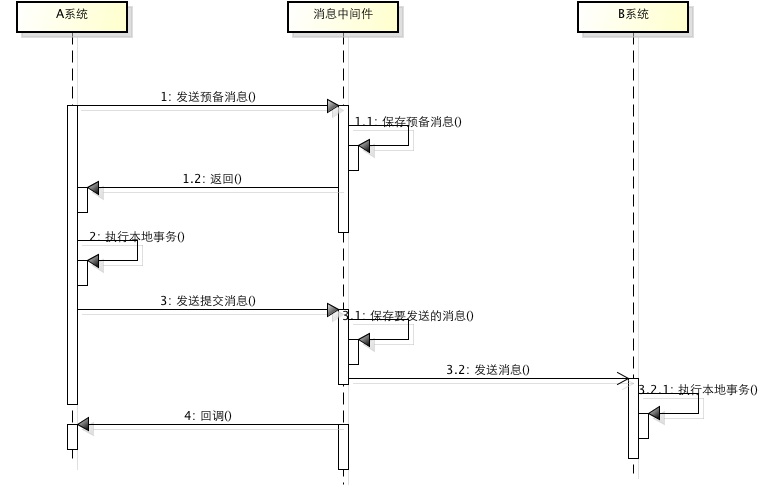 A系统
消息中间件
B系统
1: 发送预备消息()
1.1: 保存预备消息()
1.2: 返回()
2: 执行本地事务()
3: 发送提交消息()
3.1: 保存要发送的消息()
3.2: 发送消息()
3.2.1: 执行本地事务()
4: 回调()